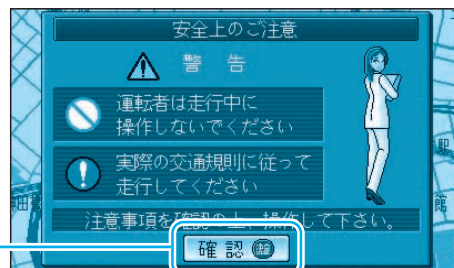 安全上のご注意
警告
運転者は走行中に
操作しないでください
実際の交通規則に従って
走行してください
注意事項を確認の上、操作して下さい。
確認
駅
館
田